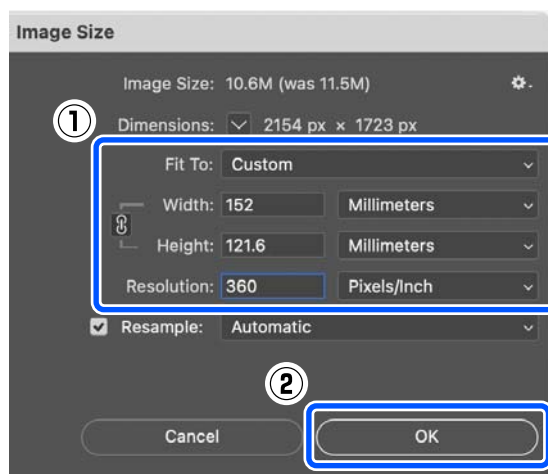 Image Size
Image Size: 10.6M (was 11.5M)
① Dimensions: 2154 px × 1723 px
Fit To: Custom
Width: 152 Millimeters
Height: 121.6 Millimeters
Resolution: 360 Pixels/Inch
Resample: Automatic
②
Cancel OK